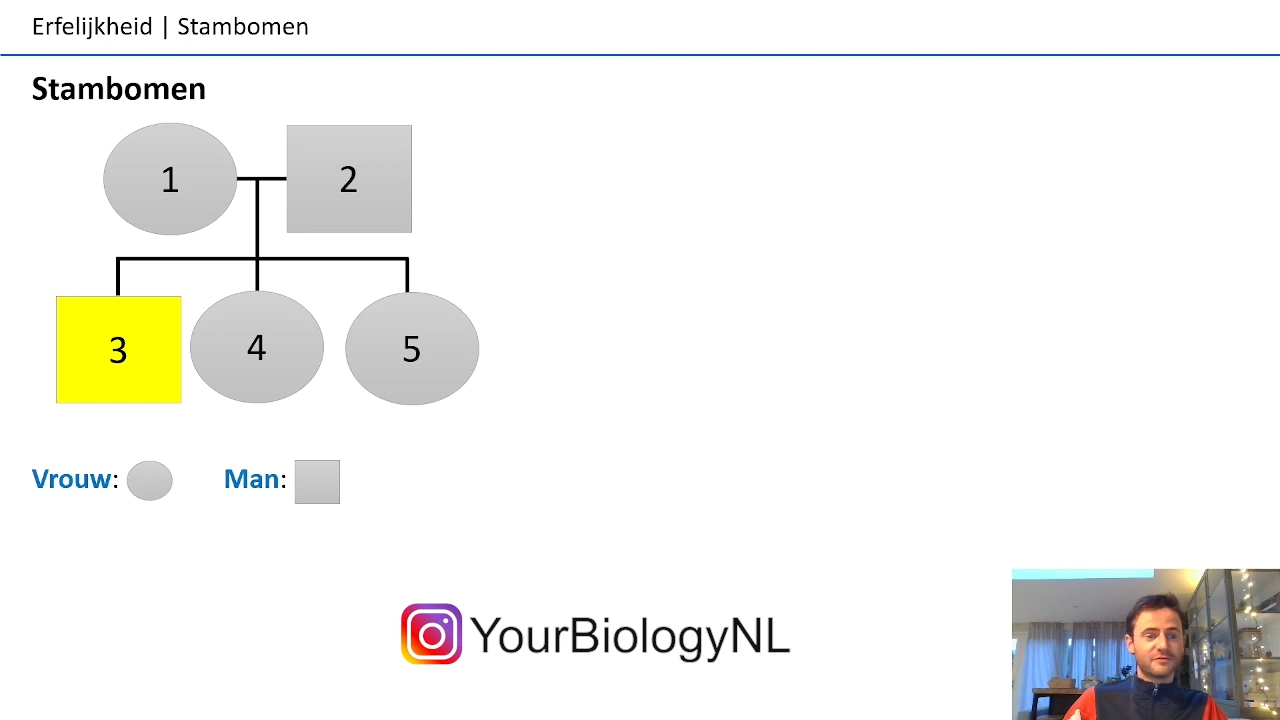 Erfelijkheid | Stambomen
Stambomen
1
2
3
4
5
Vrouw:
Man:
YourBiologyNL